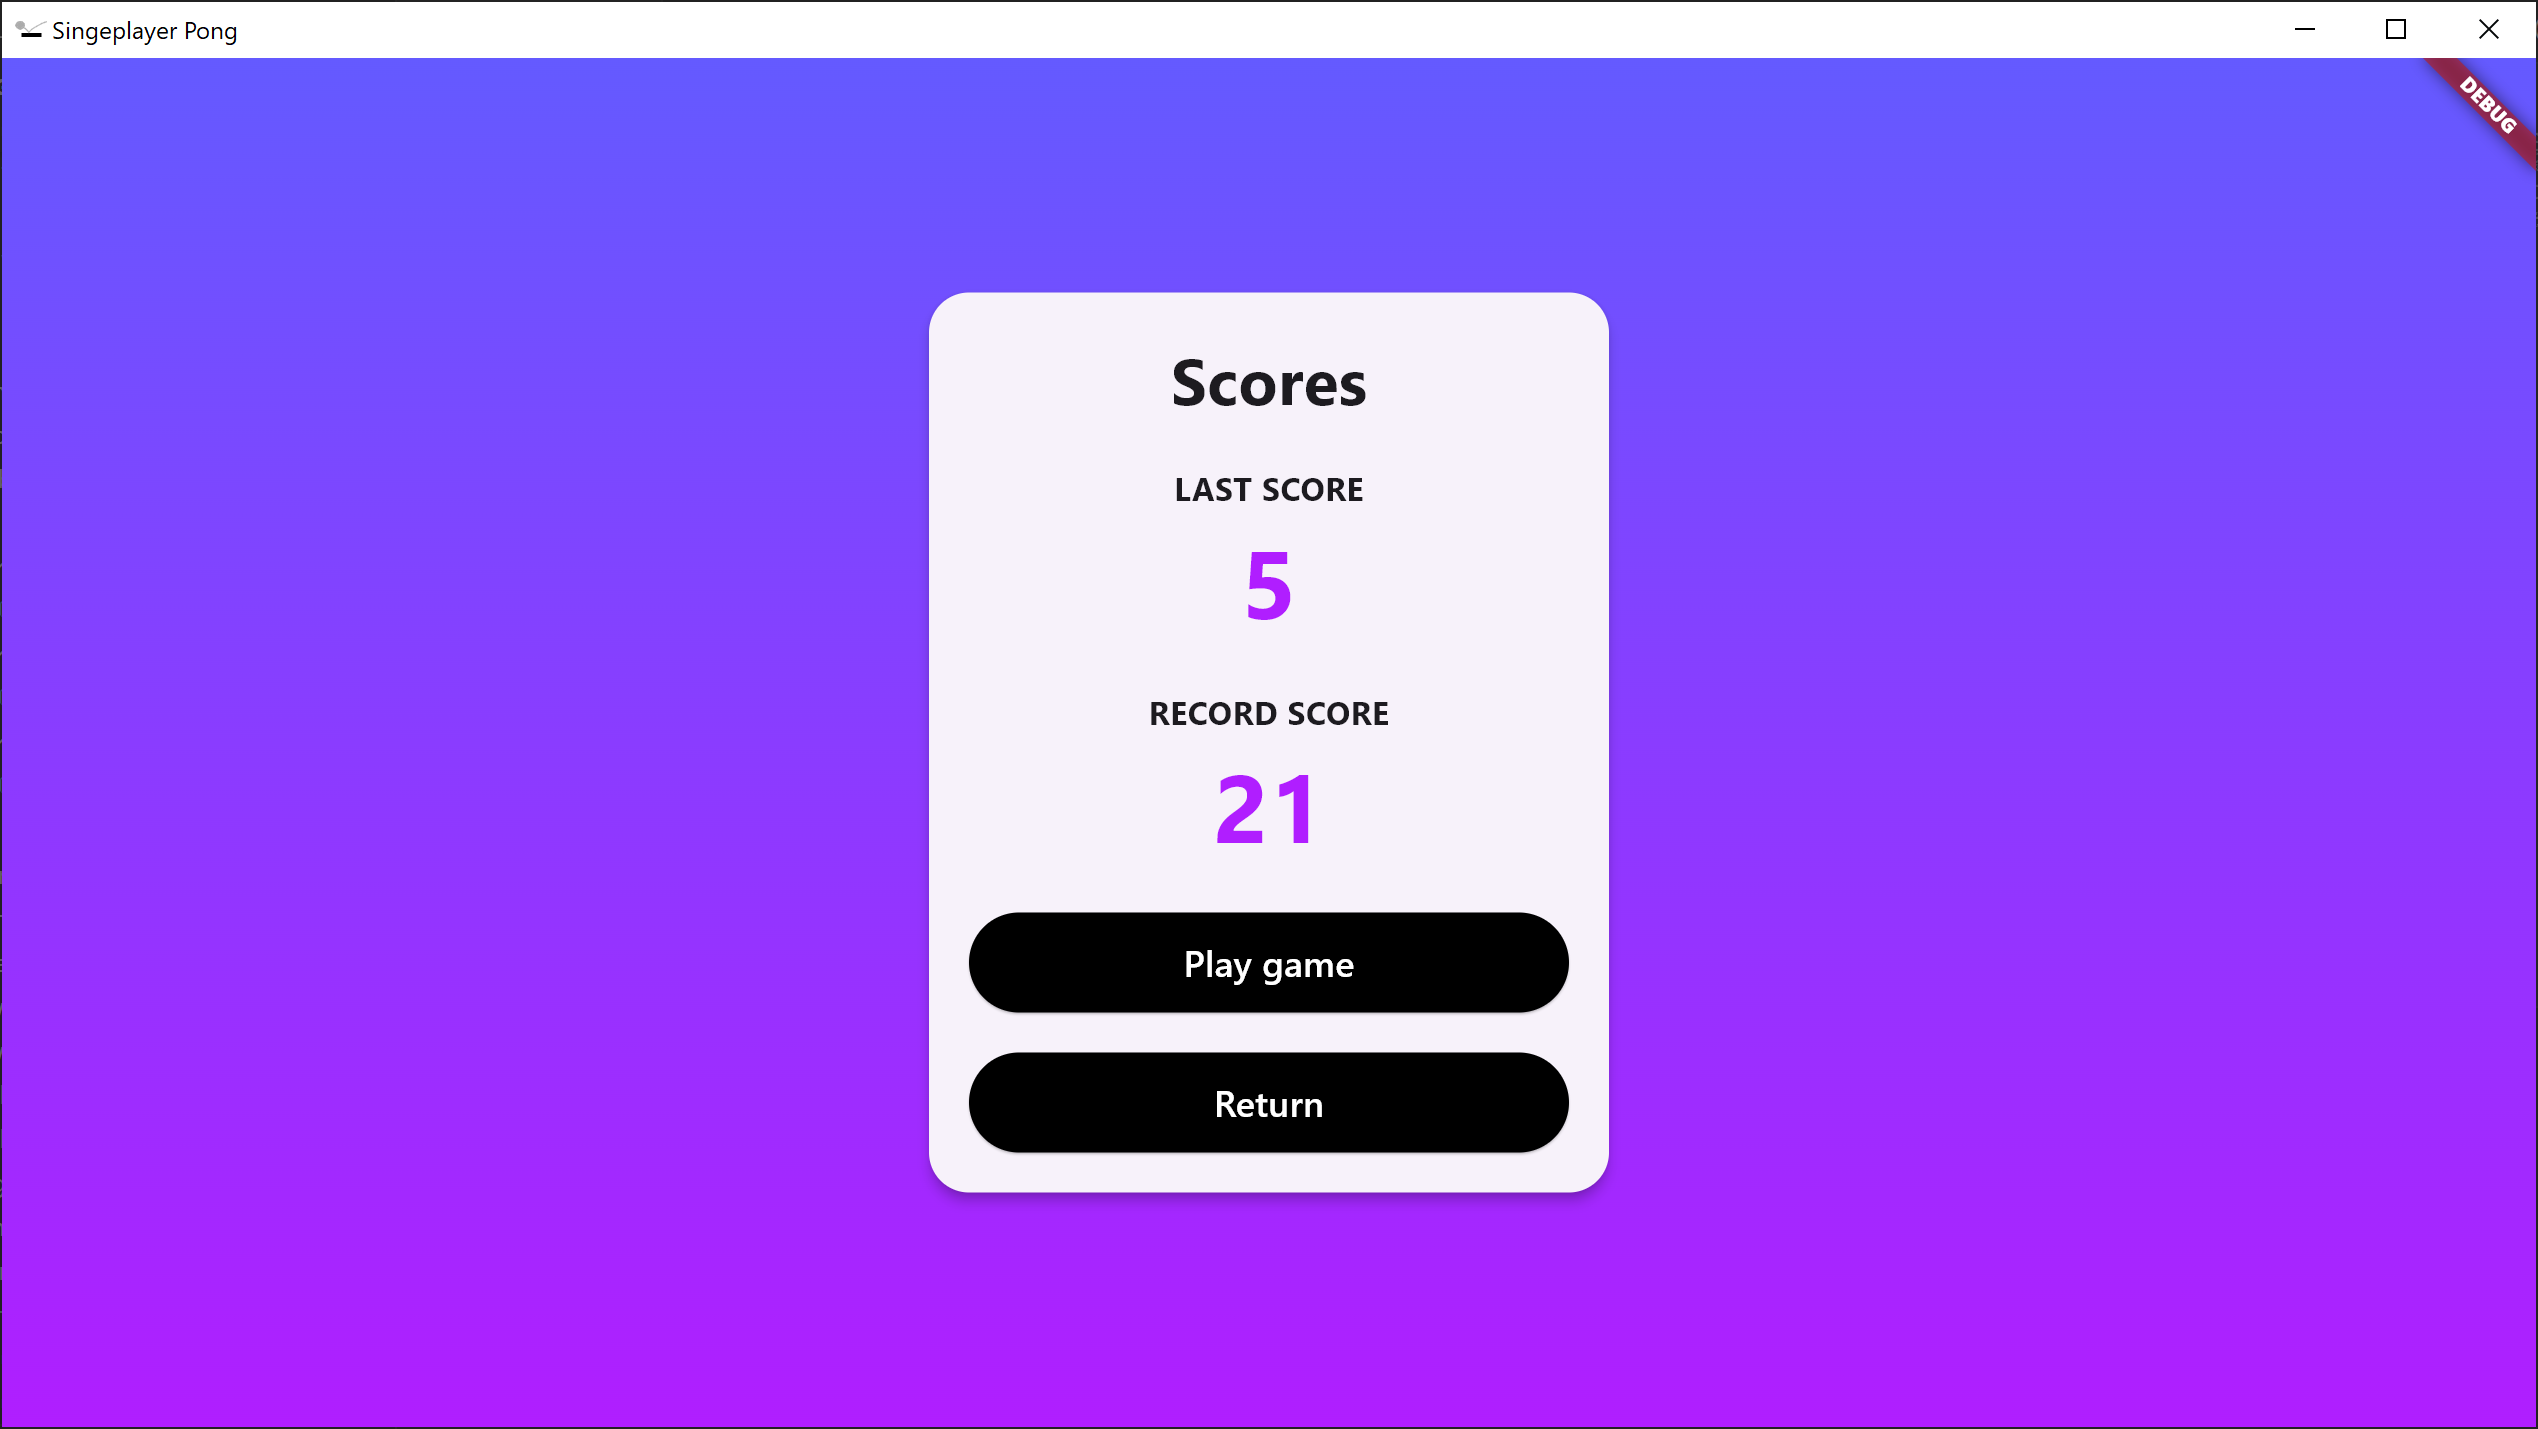 Singeplayer Pong
DEBUG
Scores
LAST SCORE
5
RECORD SCORE
21
Play game
Return